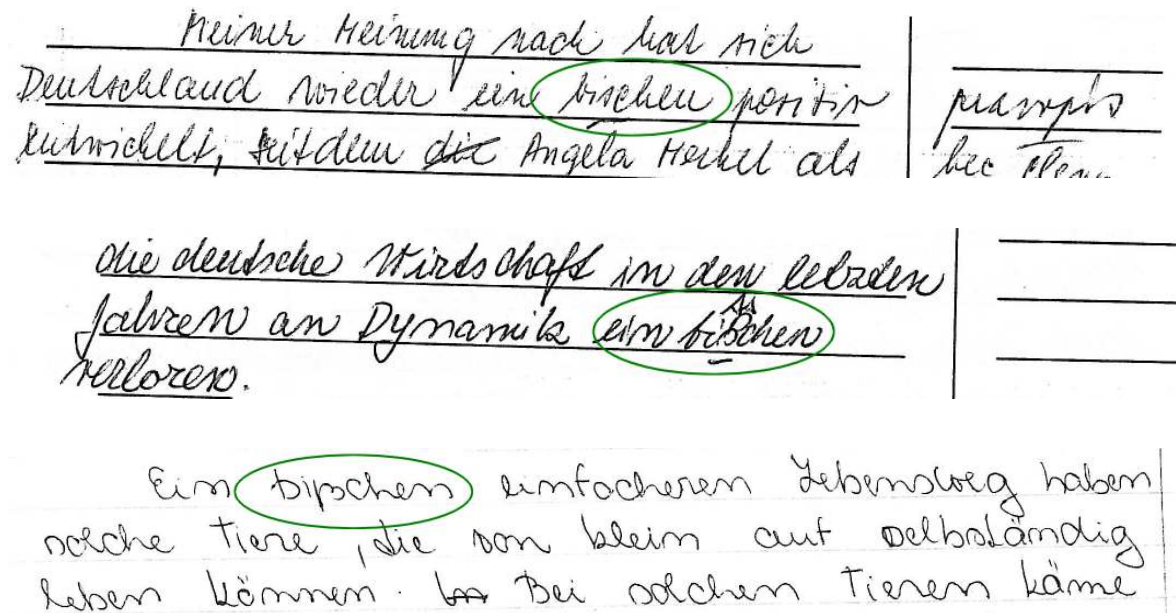 Meiner Meinung nach hat sich
Deutschland wieder ein bischen positiv
entwickelt, seitdem die Angela Merkel als
die deutsche Wirtschaft in den letzten
Jahren an Dynamik ein bißchen
verloren.
Ein bißschen einfacheren Lebensweg haben
solche Tiere, die von klein auf selbständig
leben können. Bei solchen Tieren käme